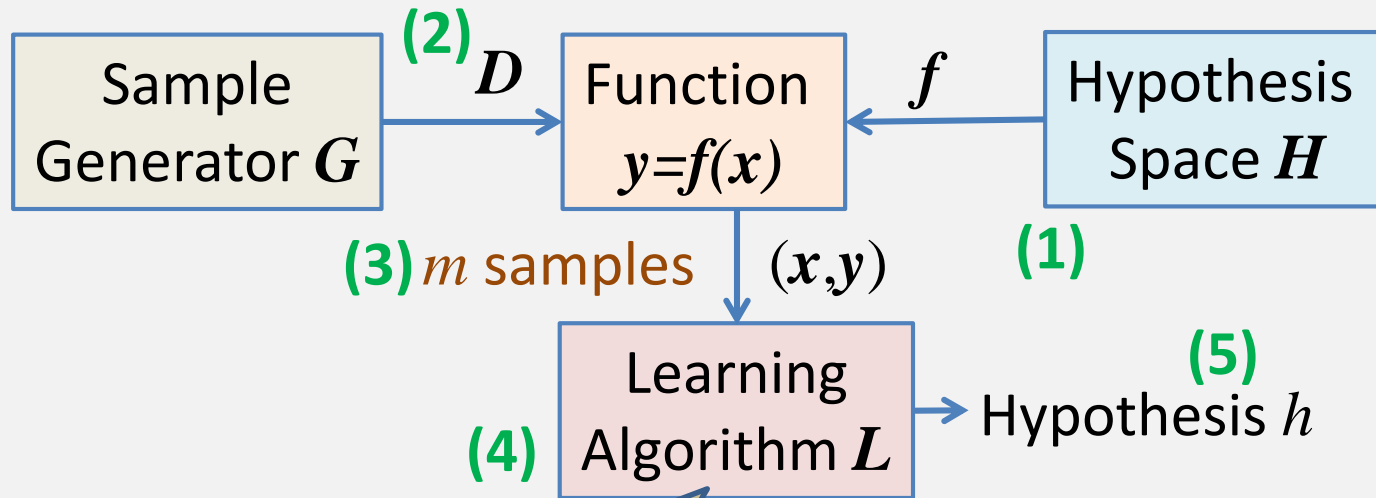 Sample
Generator G
(2)
D
Function
y=f(x)
f
Hypothesis
Space H
(1)
(3) m samples
(x,y)
Learning
Algorithm L
(4)
(5)
Hypothesis h